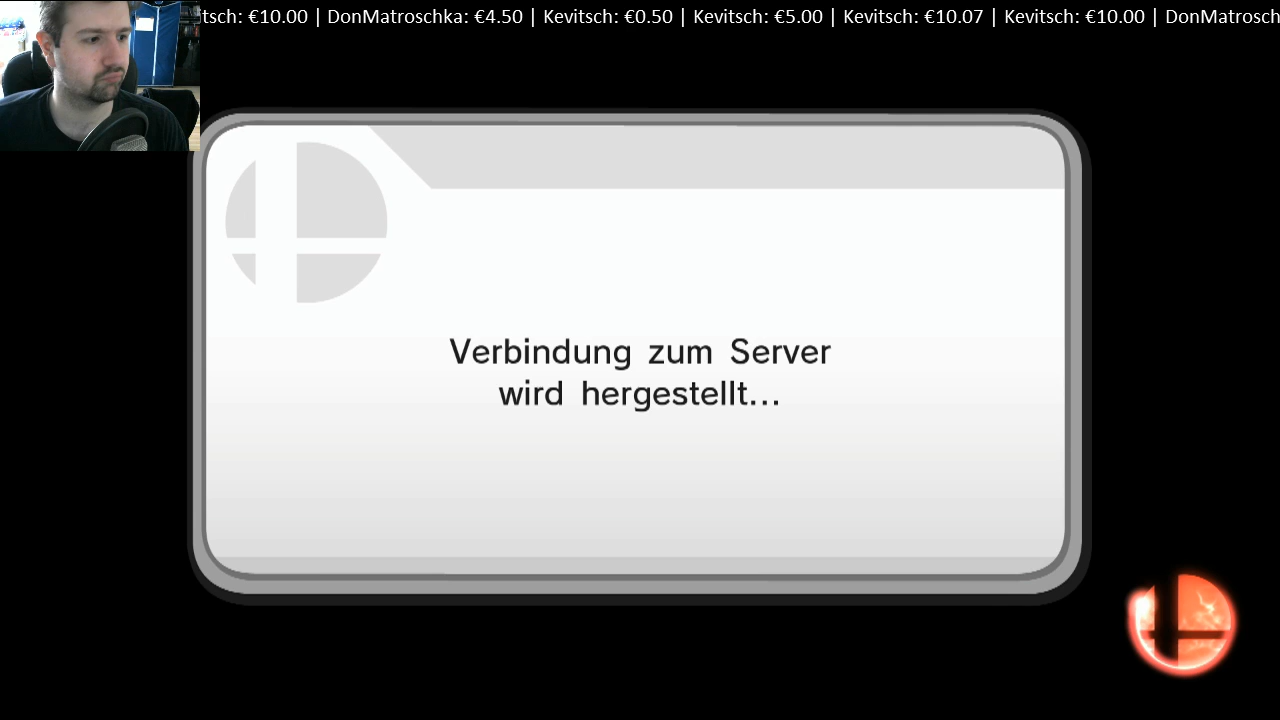 itsch: €10.00 | DonMatroschka: €4.50 | Kevitsch: €0.50 | Kevitsch: €5.00 | Kevitsch: €10.07 | Kevitsch: €10.00 | DonMatrosch
Verbindung zum Server
wird hergestellt...